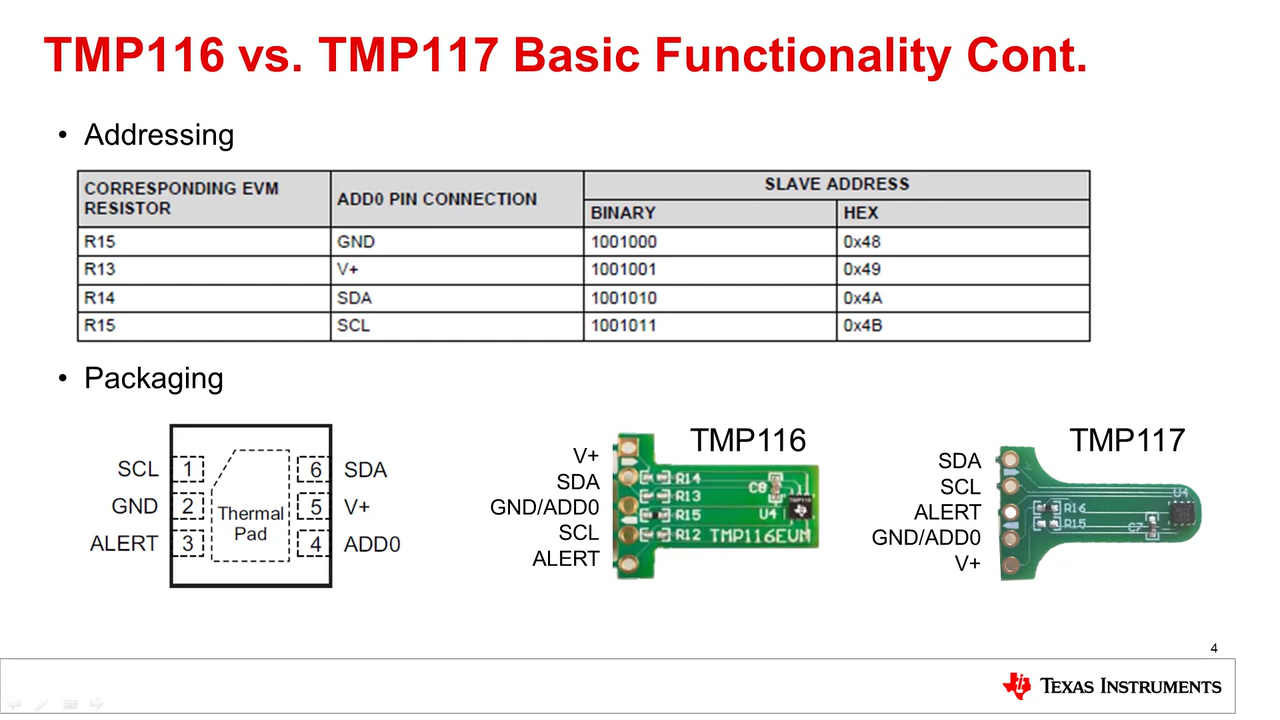 TMP116 vs. TMP117 Basic Functionality Cont.
• Addressing
CORRESPONDING EVM RESISTOR ADD0 PIN CONNECTION SLAVE ADDRESS
BINARY HEX
R15 GND 1001000 0x48
R13 V+ 1001001 0x49
R14 SDA 1001010 0x4A
R15 SCL 1001011 0x4B
• Packaging
SCL 1 6 SDA
GND 2 5 V+
ALERT 3 4 ADD0
Thermal
Pad
TMP116
V+
SDA
GND/ADD0
SCL
ALERT
R14
R13
R15
R12 TMP116EVM
C8
U4
TMP116
TMP117
SDA
SCL
ALERT
GND/ADD0
V+
U4
R16
R15
C7
4
TEXAS INSTRUMENTS